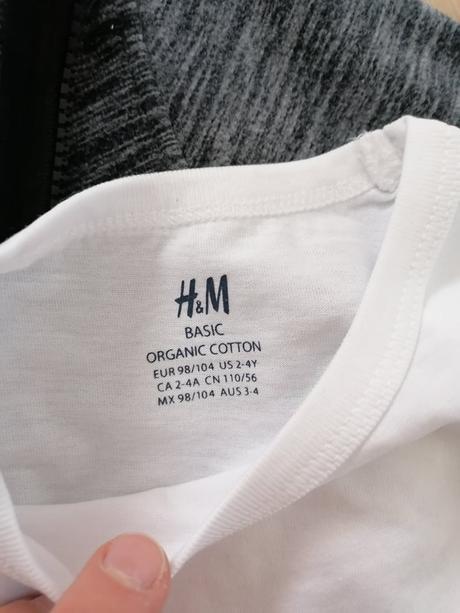 H&M
BASIC
ORGANIC COTTON
EUR 98/104 US 2-4Y
CA 2-4A CN 110/56
MX 98/104 AUS 3-4